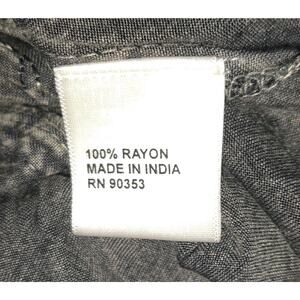 100% RAYON
MADE IN INDIA
RN 90353